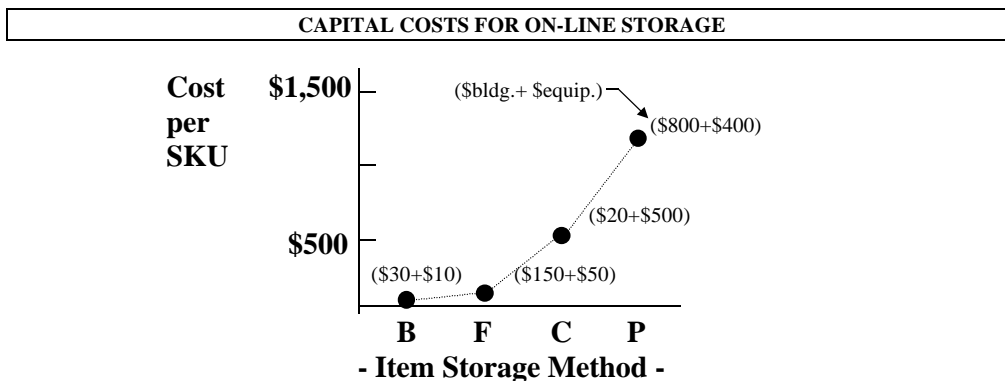 CAPITAL COSTS FOR ON-LINE STORAGE
Cost per SKU
$1,500
($bldg.+ $equip.)
($800+$400)
($20+$500)
$500
($30+$10)
($150+$50)
B F C P
- Item Storage Method -